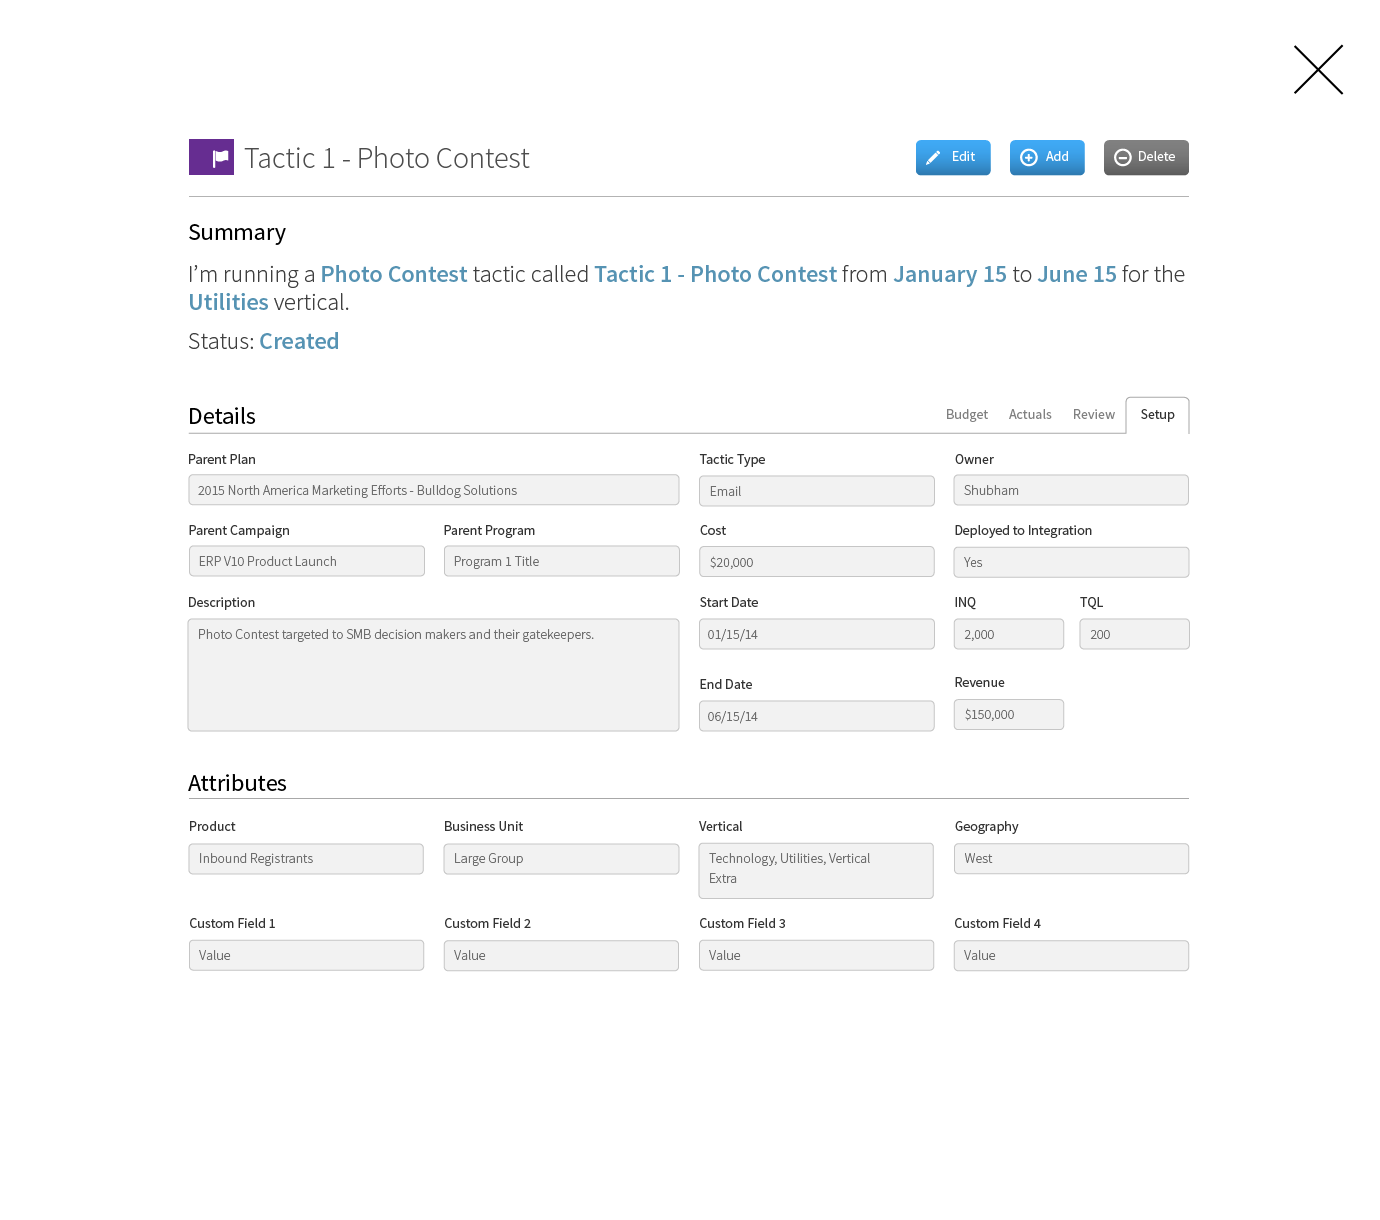 Tactic 1 - Photo Contest
Edit
Add
Delete
Summary
I'm running a Photo Contest tactic called Tactic 1 - Photo Contest from January 15 to June 15 for the
Utilities vertical.
Status: Created
Details
Budget
Actuals
Review
Setup
Parent Plan
2015 North America Marketing Efforts - Bulldog Solutions
Tactic Type
Email
Owner
Shubham
Parent Campaign
ERP V10 Product Launch
Parent Program
Program 1 Title
Cost
$20,000
Deployed to Integration
Yes
Description
Photo Contest targeted to SMB decision makers and their gatekeepers.
Start Date
01/15/14
INQ
2,000
TQL
200
End Date
06/15/14
Revenue
$150,000
Attributes
Product
Inbound Registrants
Business Unit
Large Group
Vertical
Technology, Utilities, Vertical
Extra
Geography
West
Custom Field 1
Value
Custom Field 2
Value
Custom Field 3
Value
Custom Field 4
Value